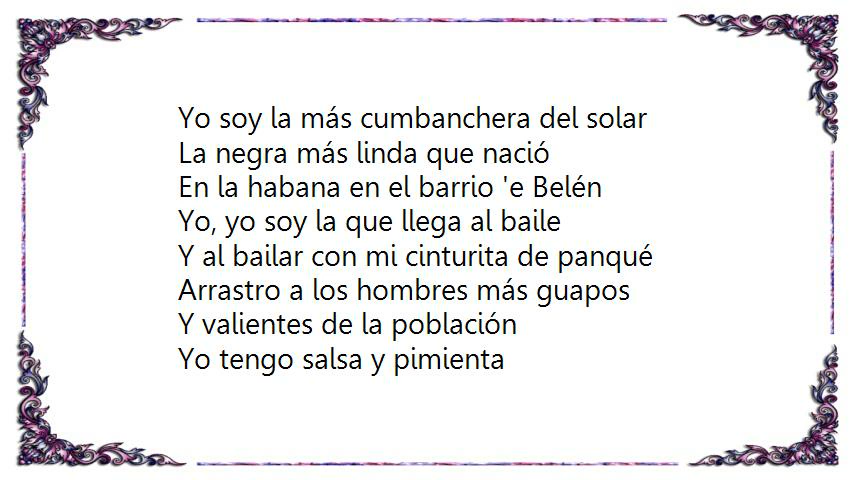 Yo soy la más cumbanchera del solar
La negra más linda que nació
En la habana en el barrio 'e Belén
Yo, yo soy la que llega al baile
Y al bailar con mi cinturita de panqué
Arrastro a los hombres más guapos
Y valientes de la población
Yo tengo salsa y pimienta